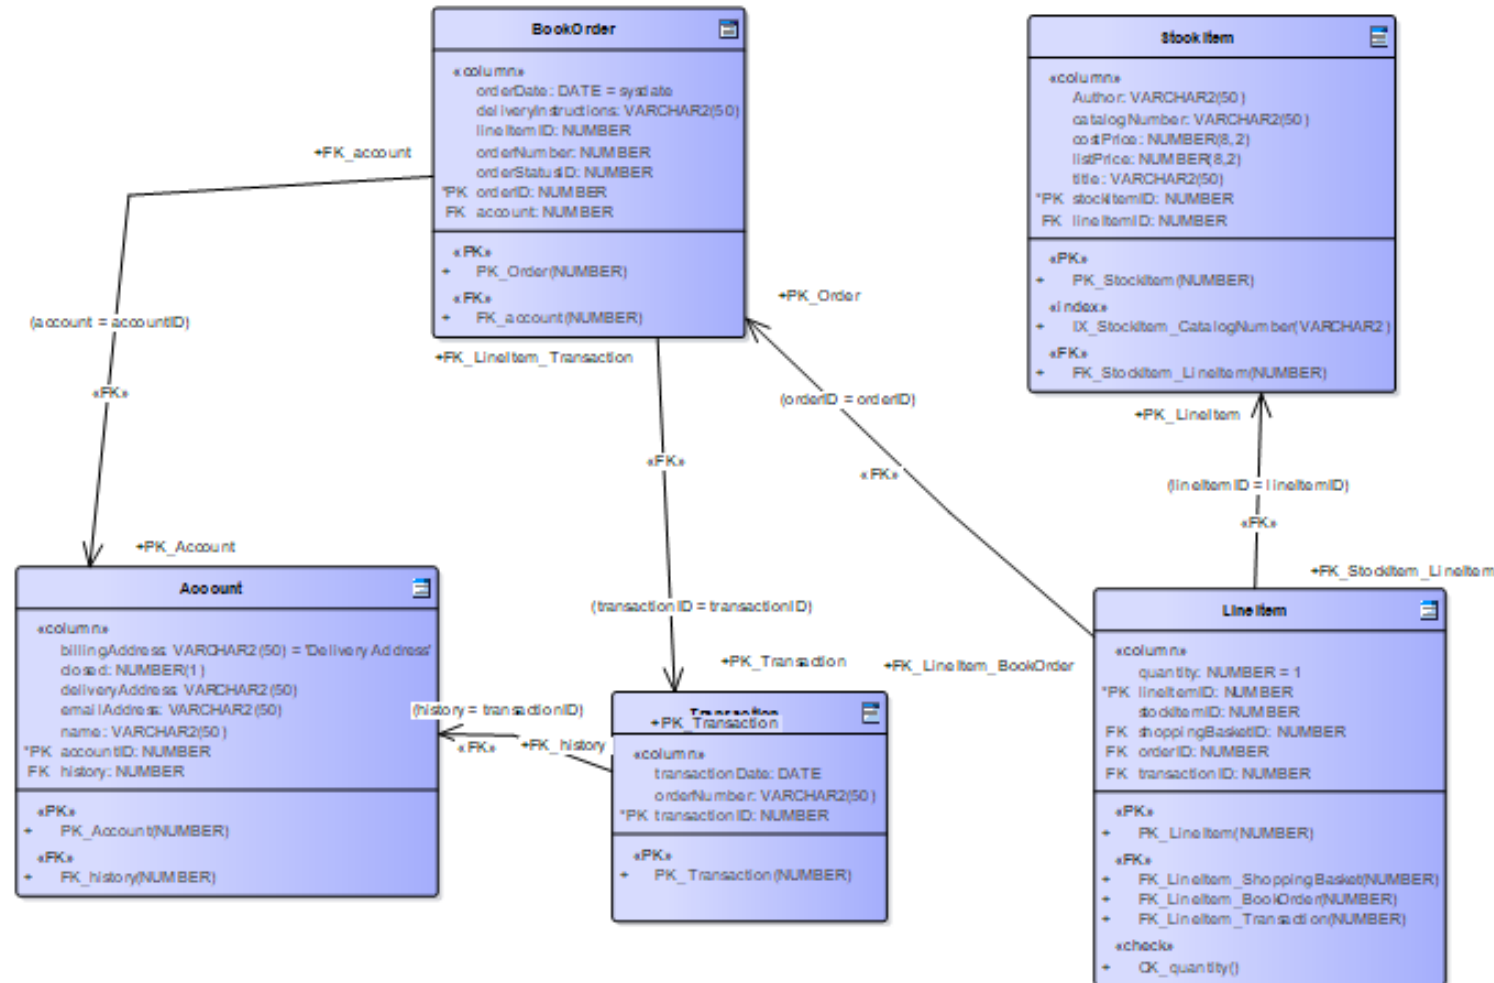 BookOrder
«column»
orderDate: DATE = sysdate
deliveryInstructions: VARCHAR2(50)
lineItemID: NUMBER
orderNumber: NUMBER
orderStatusID: NUMBER
*PK orderID: NUMBER
FK account: NUMBER
«PK»
+ PK_Order(NUMBER)
«FK»
+ FK_account(NUMBER)
StockItem
«column»
Author: VARCHAR2(50)
catalogNumber: VARCHAR2(50)
costPrice: NUMBER(8,2)
listPrice: NUMBER(8,2)
title: VARCHAR2(50)
*PK stockItemID: NUMBER
FK lineItemID: NUMBER
«PK»
+ PK_StockItem(NUMBER)
«index»
+ IX_StockItem_CatalogNumber(VARCHAR2)
«FK»
+ FK_StockItem_LineItem(NUMBER)
+FK_account
(account = accountID)
«FK»
+PK_Account
+FK_LineItem_Transaction
«FK»
(transactionID = transactionID)
+PK_Transaction
+PK_Order
(orderID = orderID)
«FK»
+FK_LineItem_BookOrder
+PK_LineItem
(lineItemID = lineItemID)
«FK»
+FK_StockItem_LineItem
Account
«column»
billingAddress: VARCHAR2(50) = 'Delivery Address'
closed: NUMBER(1)
deliveryAddress: VARCHAR2(50)
emailAddress: VARCHAR2(50)
name: VARCHAR2(50)
*PK accountID: NUMBER
FK history: NUMBER
«PK»
+ PK_Account(NUMBER)
«FK»
+ FK_history(NUMBER)
(history = transactionID)
«FK»
+FK_history
Transaction
+PK_Transaction
«column»
transactionDate: DATE
orderNumber: VARCHAR2(50)
*PK transactionID: NUMBER
«PK»
+ PK_Transaction(NUMBER)
LineItem
«column»
quantity: NUMBER = 1
*PK lineItemID: NUMBER
stockItemID: NUMBER
FK shoppingBasketID: NUMBER
FK orderID: NUMBER
FK transactionID: NUMBER
«PK»
+ PK_LineItem(NUMBER)
«FK»
+ FK_LineItem_ShoppingBasket(NUMBER)
+ FK_LineItem_BookOrder(NUMBER)
+ FK_LineItem_Transaction(NUMBER)
«check»
+ CK_quantity()